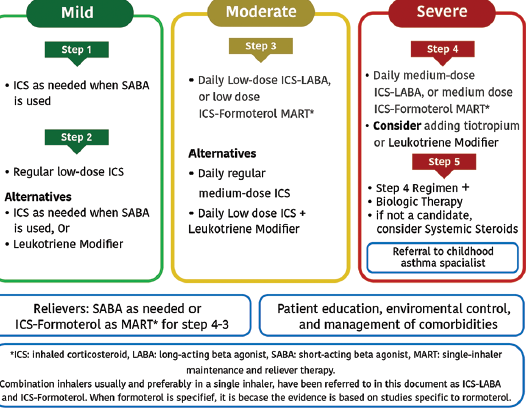 Mild
Step 1
• ICS as needed when SABA
is used
Step 2
• Regular low-dose ICS
Alternatives
• ICS as needed when SABA
is used, Or
• Leukotriene Modifier
Moderate
Step 3
• Daily Low-dose ICS-LABA,
or low dose
ICS-Formoterol MART*
Alternatives
• Daily regular
medium-dose ICS
• Daily Low dose ICS +
Leukotriene Modifier
Severe
Step 4
• Daily medium-dose
ICS-LABA, or medium dose
ICS-Formoterol MART*
• Consider adding tiotropium
or Leukotriene Modifier
Step 5
• Step 4 Regimen +
• Biologic Therapy
• if not a candidate,
consider Systemic Steroids
Referral to childhood
asthma spacialist
Relievers: SABA as needed or
ICS-Formoterol as MART* for step 4-3
Patient education, enviromental control,
and management of comorbidities
*ICS: inhaled corticosteroid, LABA: long-acting beta agonist, SABA: short-acting beta agonist, MART: single-inhaler
maintenance and reliever therapy.
Combination inhalers usually and preferably in a single inhaler, have been referred to in this document as ICS-LABA
and ICS-Formoterol. When formoterol is specifief, it is becase the evidence is based on studies specific to rormoterol.